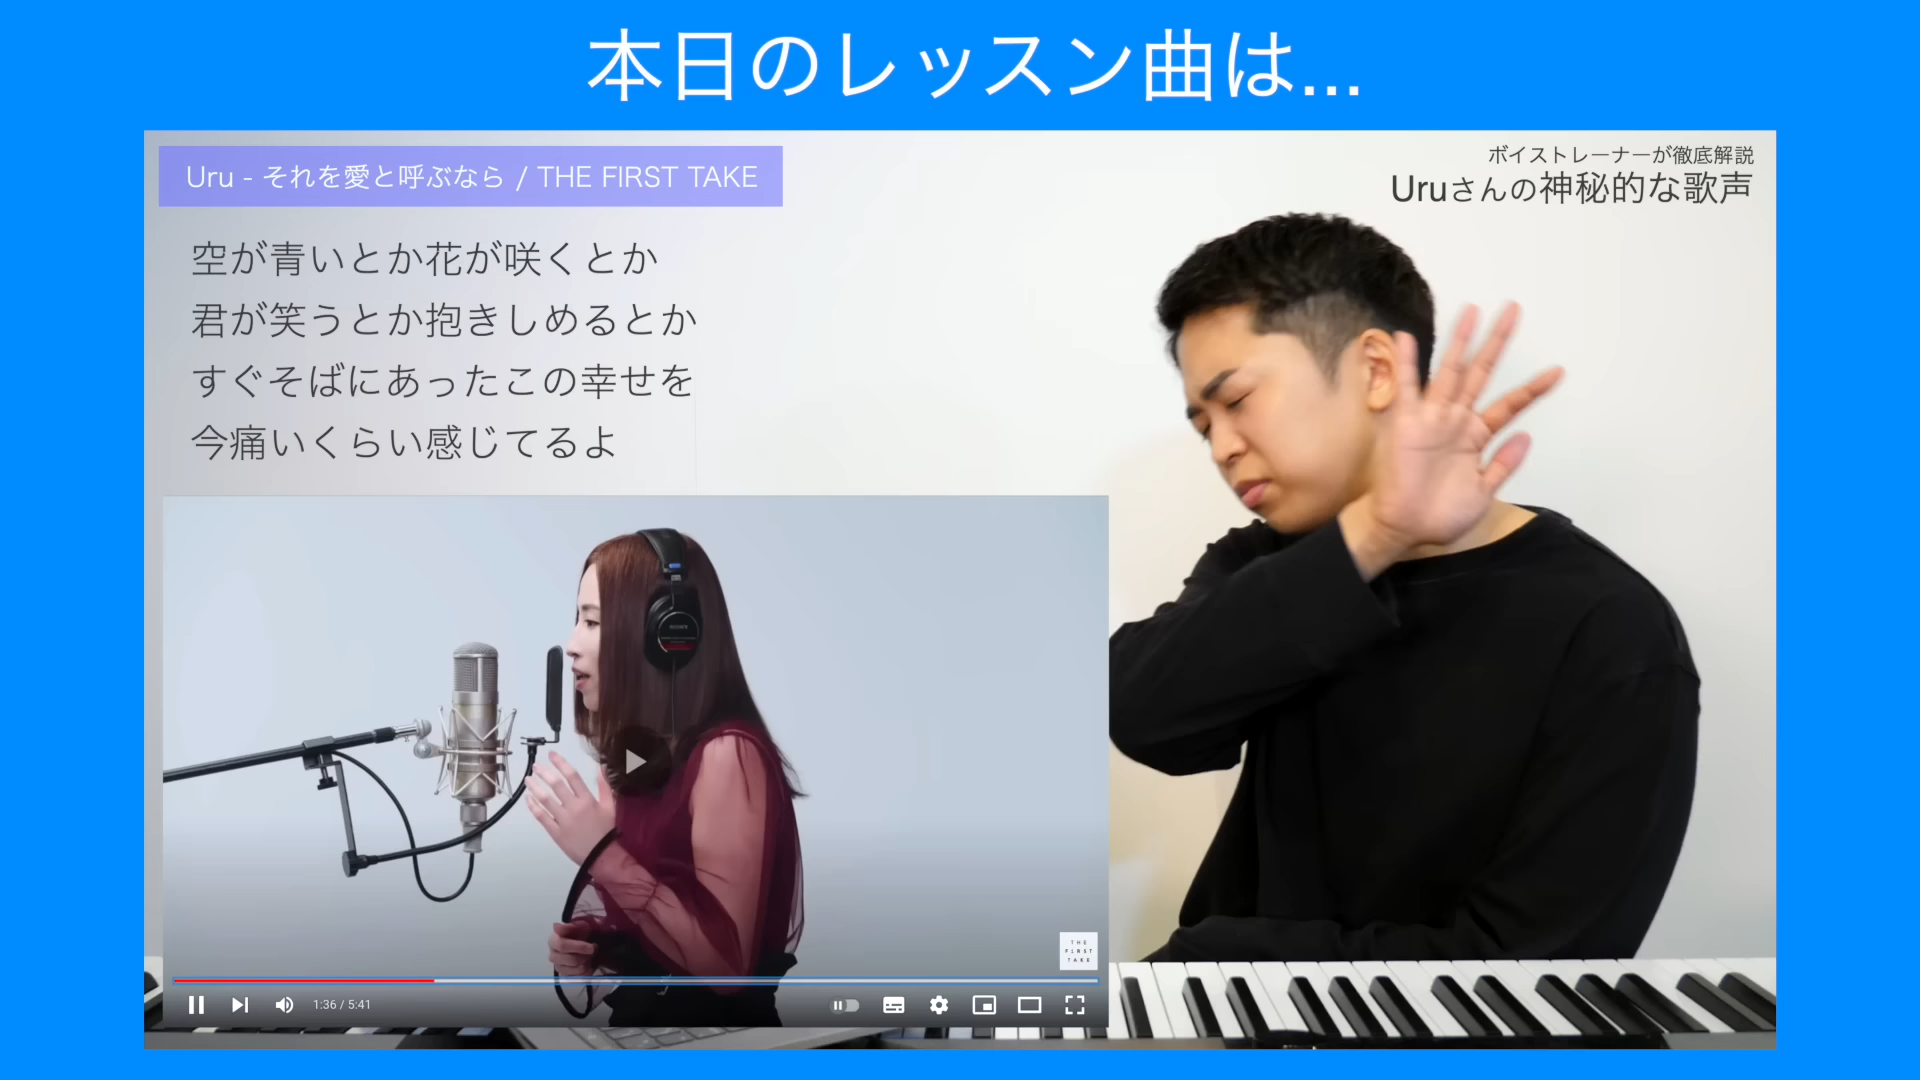 本日のレッスン曲は...
Uru - それを愛と呼ぶなら / THE FIRST TAKE
ボイストレーナーが徹底解説
Uruさんの神秘的な歌声
空が青いとか花が咲くとか
君が笑うとか抱きしめるとか
すぐそばにあったこの幸せを
今痛いくらい感じてるよ
SONY
THE
FIRST
TAKE
1:36 / 5:41